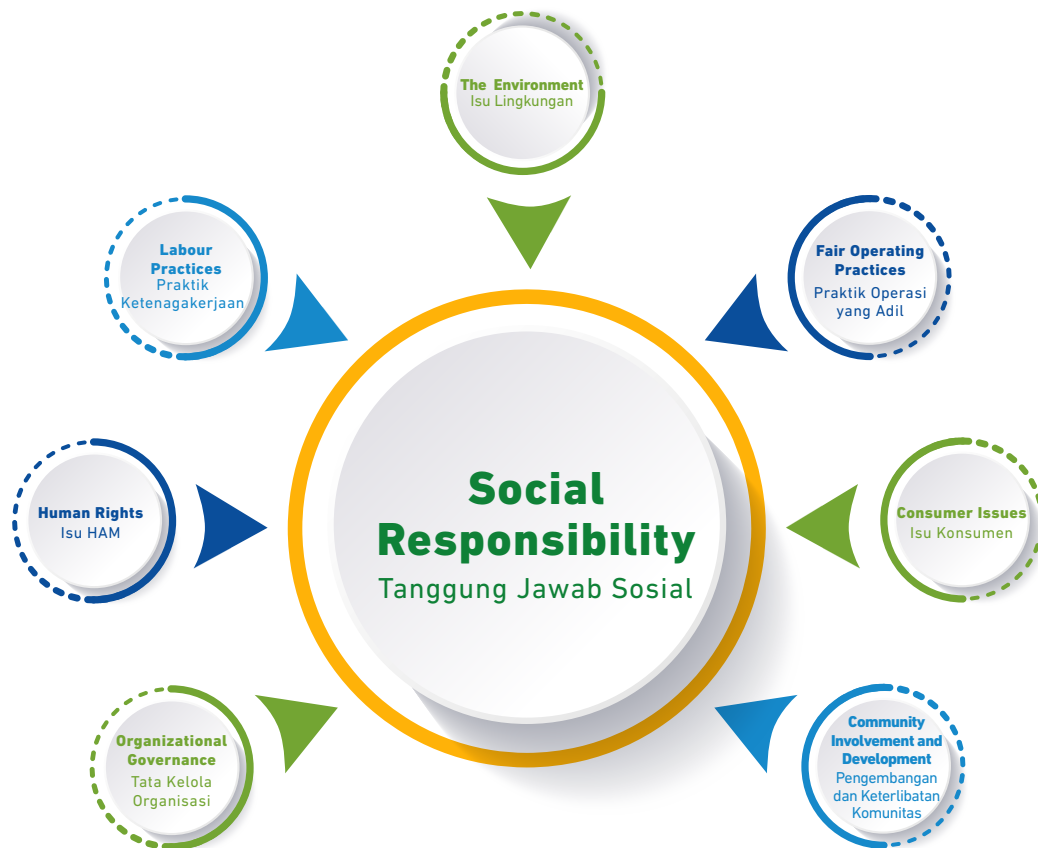 The Environment
Isu Lingkungan
Labour
Practices
Praktik
Ketenagakerjaan
Fair Operating
Practices
Praktik Operasi
yang Adil
Human Rights
Isu HAM
Social
Responsibility
Tanggung Jawab Sosial
Consumer Issues
Isu Konsumen
Organizational
Governance
Tata Kelola
Organisasi
Community
Involvement and
Development
Pengembangan
dan Keterlibatan
Komunitas